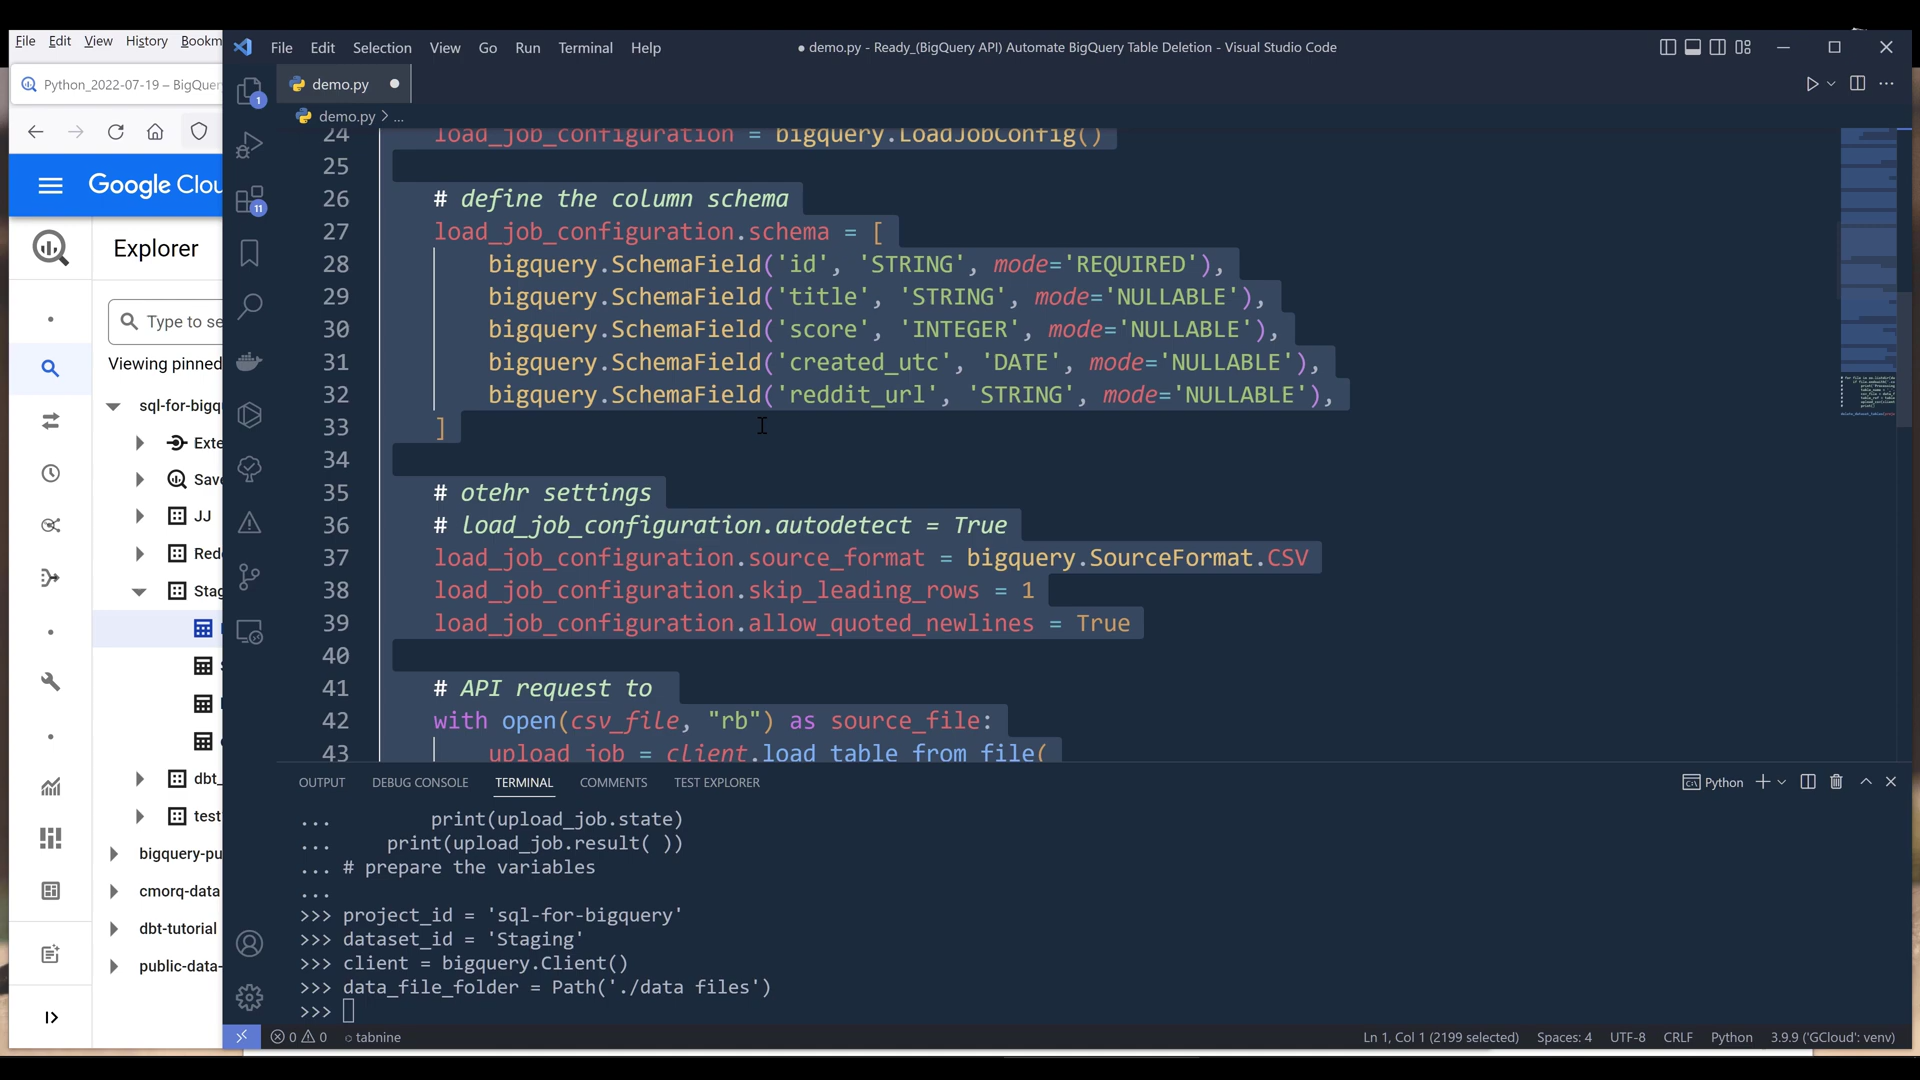 File Edit View History Bookm
Python_2022-07-19 – BigQuer
Google Clou
Explorer
Type to se
Viewing pinned
sql-for-bigq
Exte
Save
JJ
Redd
Stag
dbt_
test
bigquery-pu
cmorq-data
dbt-tutorial
public-data-
File Edit Selection View Go Run Terminal Help
● demo.py - Ready_(BigQuery API) Automate BigQuery Table Deletion - Visual Studio Code
demo.py
demo.py > ...
1
11
24 load_job_configuration = bigquery.LoadJobConfig()
25
26 # define the column schema
27 load_job_configuration.schema = [
28 bigquery.SchemaField('id', 'STRING', mode='REQUIRED'),
29 bigquery.SchemaField('title', 'STRING', mode='NULLABLE'),
30 bigquery.SchemaField('score', 'INTEGER', mode='NULLABLE'),
31 bigquery.SchemaField('created_utc', 'DATE', mode='NULLABLE'),
32 bigquery.SchemaField('reddit_url', 'STRING', mode='NULLABLE'),
33 ]
34
35 # otehr settings
36 # load_job_configuration.autodetect = True
37 load_job_configuration.source_format = bigquery.SourceFormat.CSV
38 load_job_configuration.skip_leading_rows = 1
39 load_job_configuration.allow_quoted_newlines = True
40
41 # API request to
42 with open(csv_file, "rb") as source_file:
43 upload_job = client.load_table_from_file(
OUTPUT DEBUG CONSOLE TERMINAL COMMENTS TEST EXPLORER
Python
... print(upload_job.state)
... print(upload_job.result( ))
... # prepare the variables
...
>>> project_id = 'sql-for-bigquery'
>>> dataset_id = 'Staging'
>>> client = bigquery.Client()
>>> data_file_folder = Path('./data files')
>>>
0 0 tabnine
Ln 1, Col 1 (2199 selected) Spaces: 4 UTF-8 CRLF Python 3.9.9 ('GCloud': venv)